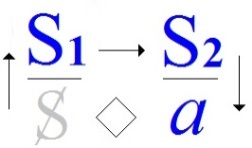 S1 → S2
$ ◇ a